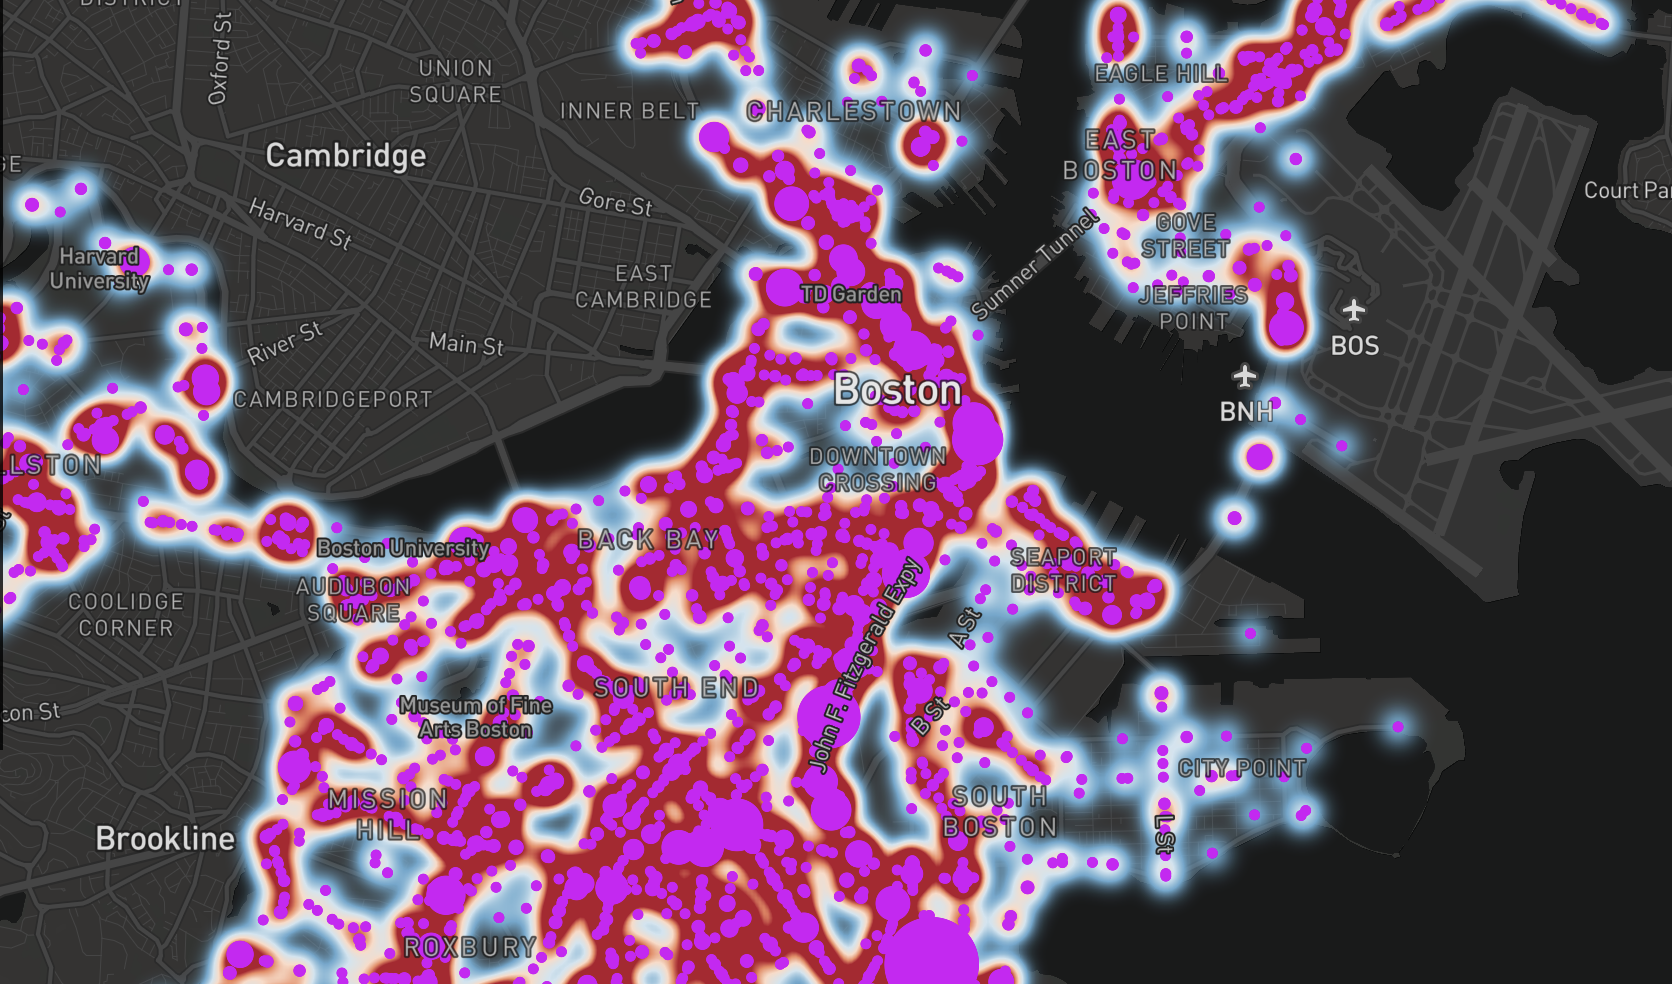 DISTRICT
Oxford St
UNION
SQUARE
INNER BELT
CHARLESTOWN
EAGLE HILL
Cambridge
EAST
BOSTON
Court Par
Gore St
Harvard St
GOVE
STREET
Sumner Tunnel
Harvard
University
EAST
CAMBRIDGE
TD Garden
JEFFRIES
POINT
River St
Main St
BOS
Boston
CAMBRIDGEPORT
BNH
DOWNTOWN
CROSSING
LLSTON
BACK BAY
Boston University
SEAPORT
DISTRICT
AUDUBON
SQUARE
COOLIDGE
CORNER
A St
John F. Fitzgerald Expy
SOUTH END
Museum of Fine
Arts Boston
con St
B St
CITY POINT
MISSION
HILL
SOUTH
BOSTON
L St
Brookline
ROXBURY